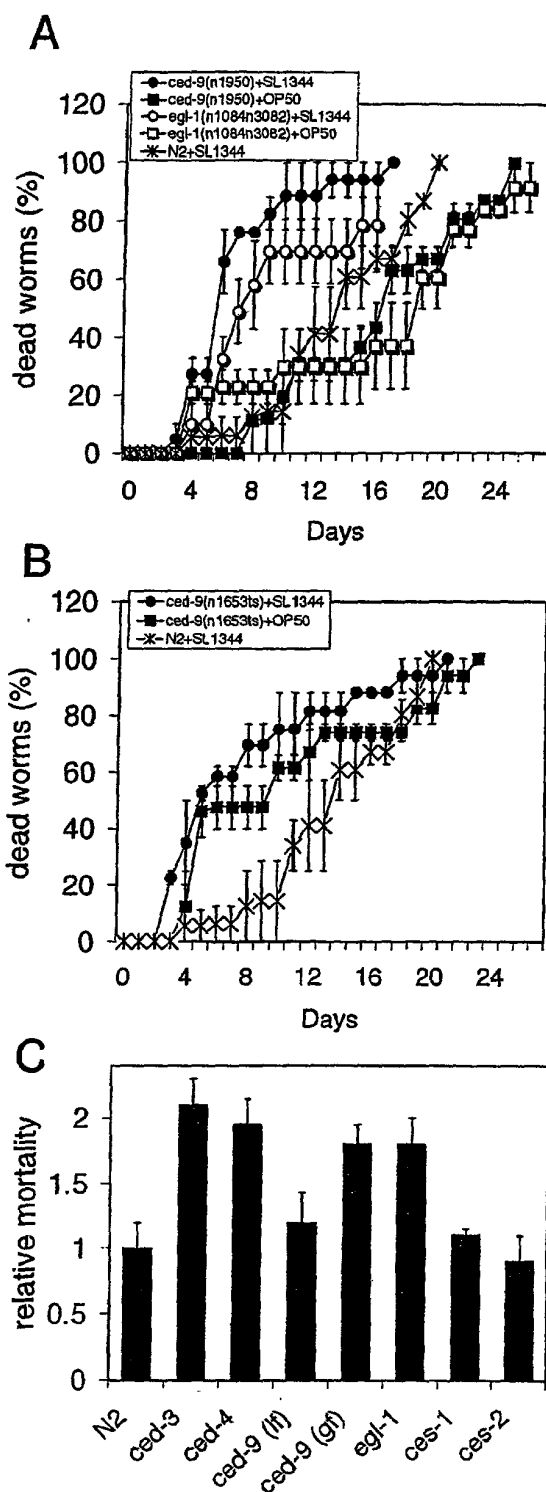 A
ced-9(n1950)+SL1344
ced-9(n1950)+OP50
egl-1(n1084n3082)+SL1344
egl-1(n1084n3082)+OP50
N2+SL1344
120
100
80
60
40
20
0
dead worms (%)
0 4 8 12 16 20 24
Days
B
ced-9(n1653ts)+SL1344
ced-9(n1653ts)+OP50
N2+SL1344
120
100
80
60
40
20
0
dead worms (%)
0 4 8 12 16 20 24
Days
C
2
1.5
1
0.5
0
relative mortality
N2 ced-3 ced-4 ced-9 (lf) ced-9 (gf) egl-1 ces-1 ces-2